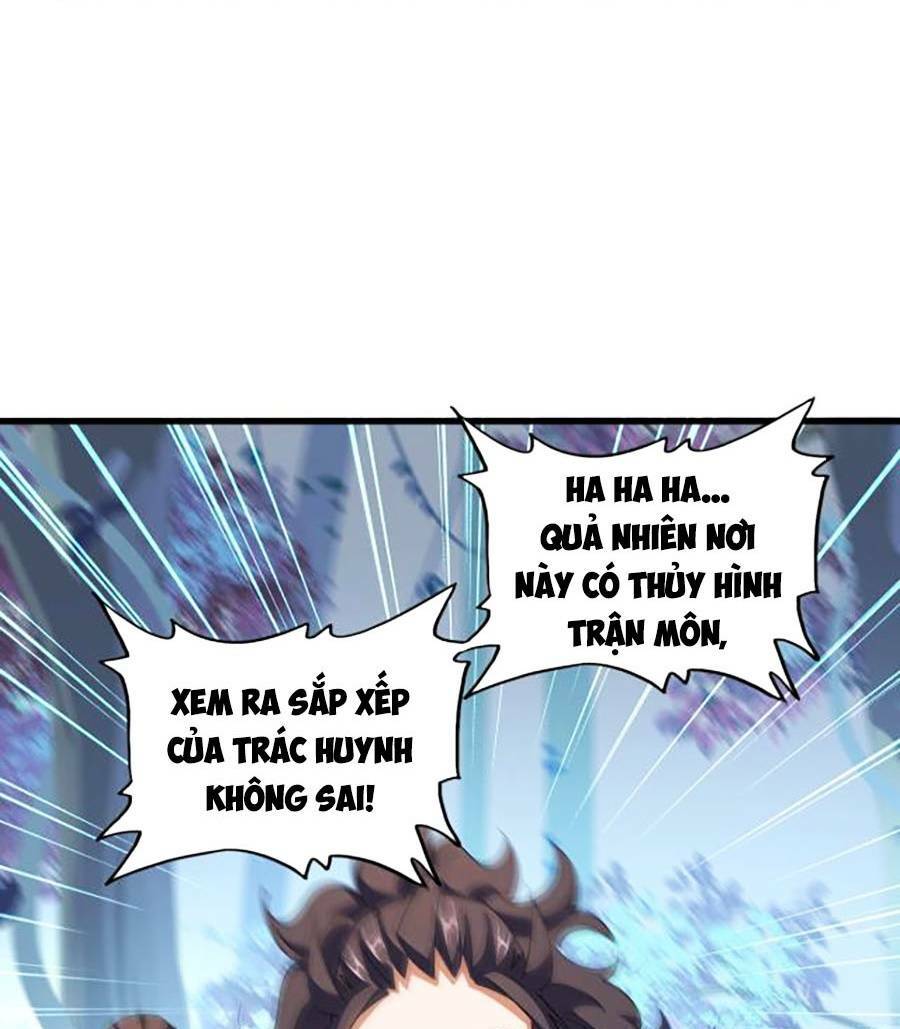 HA HA HA...
QUẢ NHIÊN NƠI
NÀY CÓ THỦY HÌNH
TRẬN MÔN,
XEM RA SẮP XẾP
CỦA TRÁC HUYNH
KHÔNG SAI!